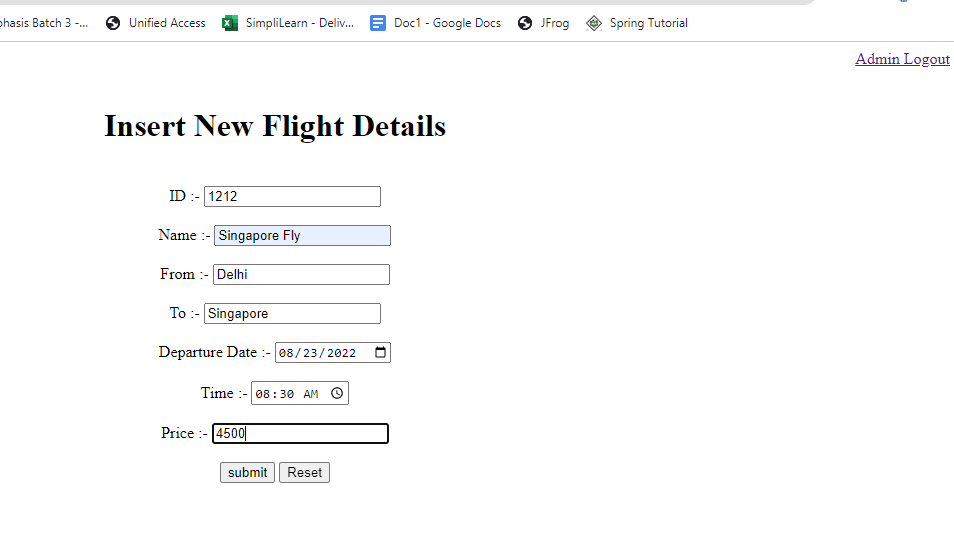 phasis Batch 3 -... Unified Access SimpliLearn - Deliv... Doc1 - Google Docs JFrog Spring Tutorial
Admin Logout
Insert New Flight Details
ID :- 1212
Name :- Singapore Fly
From :- Delhi
To :- Singapore
Departure Date :- 08/23/2022
Time :- 08:30 AM
Price :- 4500
submit Reset